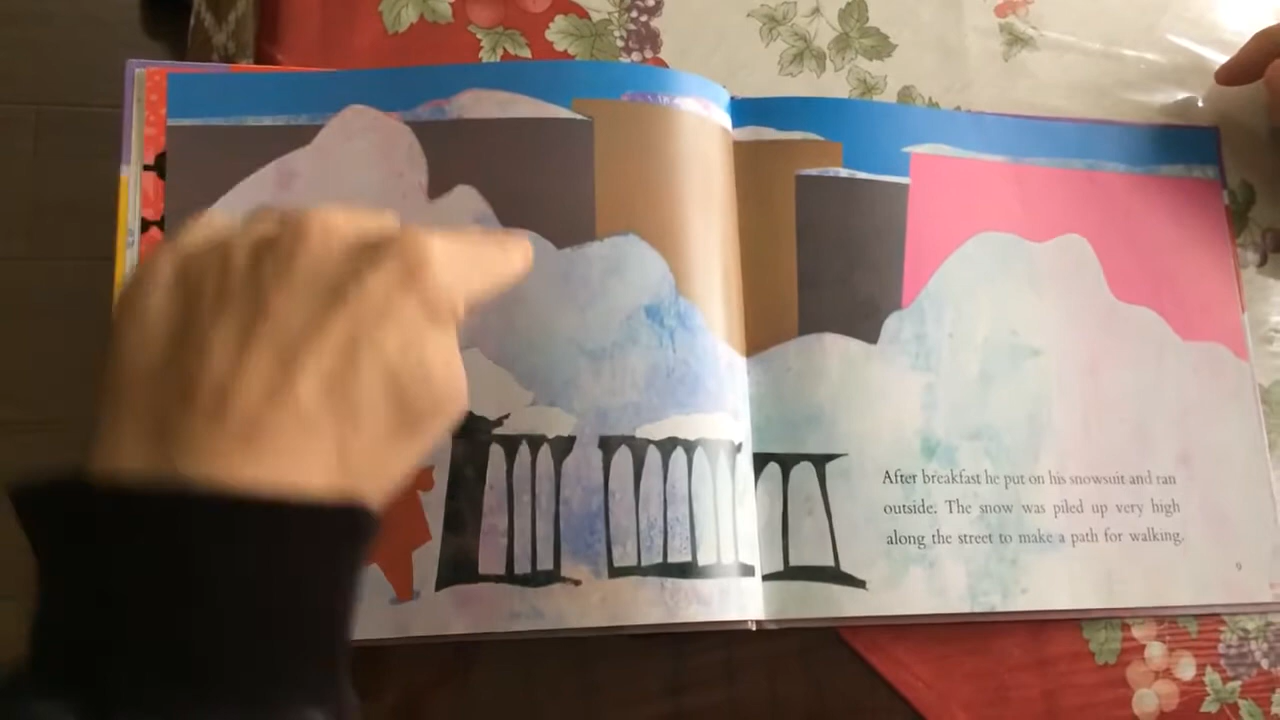 After breakfast he put on his snowsuit and ran
outside. The snow was piled up very high
along the street to make a path for walking.
9